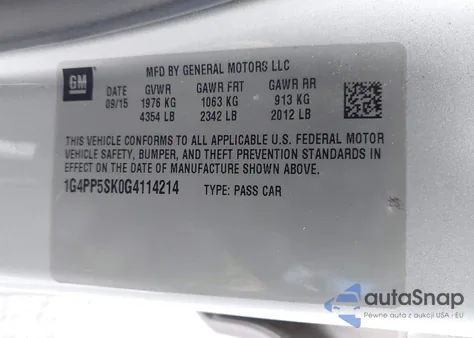 GM
MFD BY GENERAL MOTORS LLC
DATE GVWR GAWR FRT GAWR RR
09/15 1976 KG 1063 KG 913 KG
4354 LB 2342 LB 2012 LB
THIS VEHICLE CONFORMS TO ALL APPLICABLE U.S. FEDERAL MOTOR
VEHICLE SAFETY, BUMPER, AND THEFT PREVENTION STANDARDS
IN EFFECT ON THE DATE OF MANUFACTURE SHOWN ABOVE.
1G4PP5SK0G4114214 TYPE: PASS CAR
autoSnap
Pewne auta z aukcji USA - EU